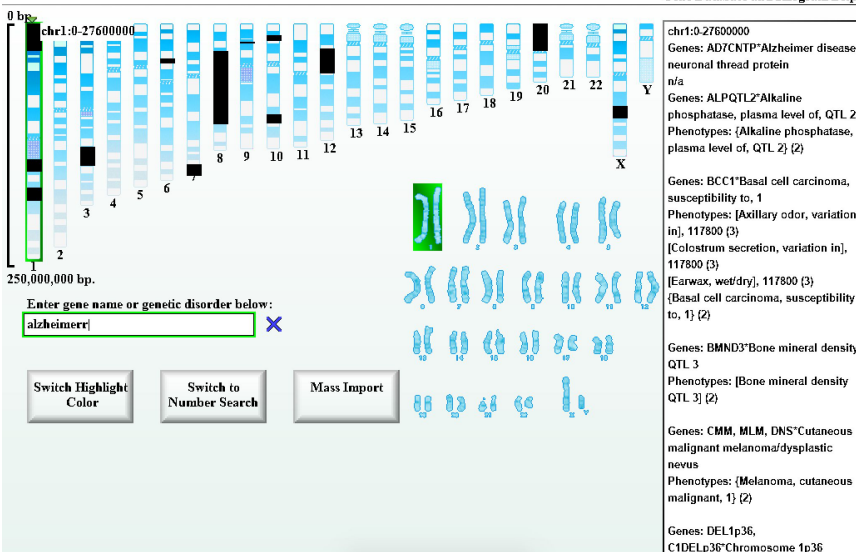 0 bp.
chr1:0-27600000
1
2
3
4
5
6
7
8
9
10
11
12
13
14
15
16
17
18
19
20
21
22
X
Y
250,000,000 bp.
Enter gene name or genetic disorder below:
alzheimerr
Switch Highlight
Color
Switch to
Number Search
Mass Import
chr1:0-27600000
Genes: AD7CNTP*Alzheimer disease
neuronal thread protein
n/a
Genes: ALPQTL2*Alkaline
phosphatase, plasma level of, QTL 2
Phenotypes: {Alkaline phosphatase,
plasma level of, QTL 2} (2)
Genes: BCC1*Basal cell carcinoma,
susceptibility to, 1
Phenotypes: [Axillary odor, variation
in], 117800 (3)
[Colostrum secretion, variation in],
117800 (3)
[Earwax, wet/dry], 117800 (3)
{Basal cell carcinoma, susceptibility
to, 1} (2)
Genes: BMND3*Bone mineral density
QTL 3
Phenotypes: [Bone mineral density
QTL 3] (2)
Genes: CMM, MLM, DNS*Cutaneous
malignant melanoma/dysplastic
nevus
Phenotypes: {Melanoma, cutaneous
malignant, 1} (2)
Genes: DEL1p36,
C1DELp36*Chromosome 1p36